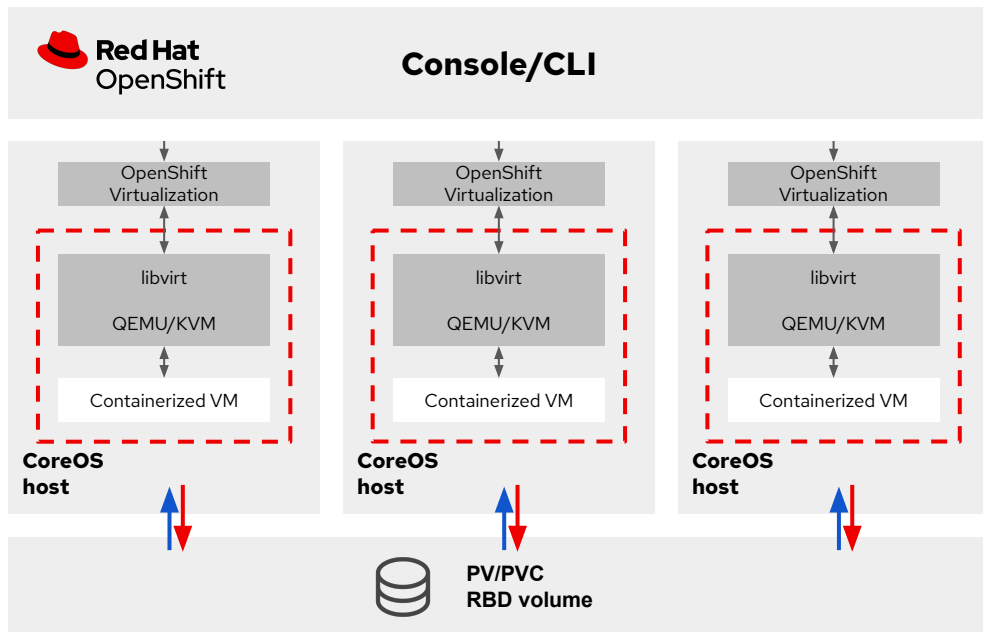 Red Hat
OpenShift
Console/CLI
OpenShift
Virtualization
libvirt
QEMU/KVM
Containerized VM
CoreOS
host
OpenShift
Virtualization
libvirt
QEMU/KVM
Containerized VM
CoreOS
host
OpenShift
Virtualization
libvirt
QEMU/KVM
Containerized VM
CoreOS
host
PV/PVC
RBD volume